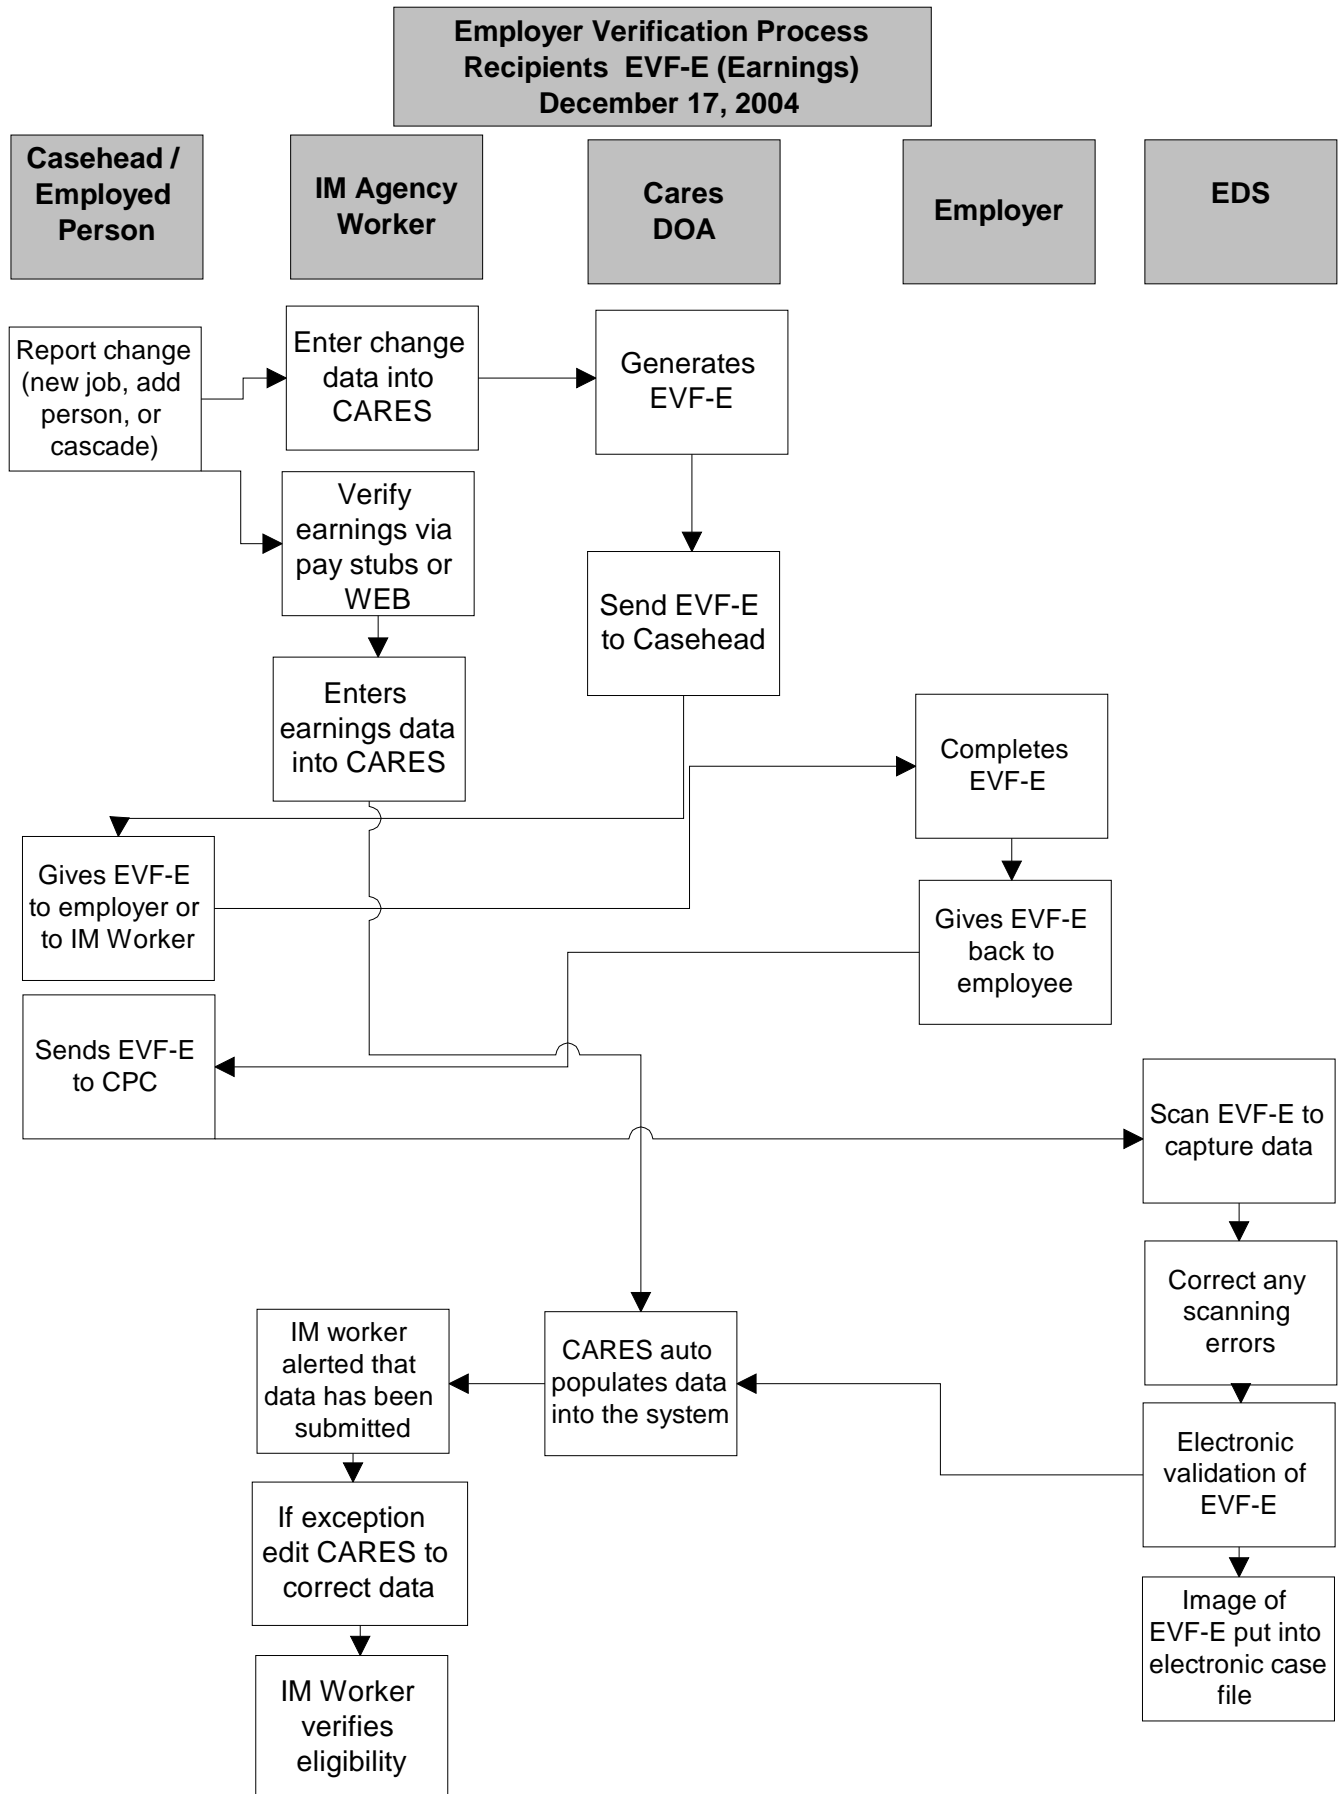 Employer Verification Process
Recipients EVF-E (Earnings)
December 17, 2004
Casehead /
Employed
Person
IM Agency
Worker
Cares
DOA
Employer
EDS
Report change
(new job, add
person, or
cascade)
Enter change
data into
CARES
Generates
EVF-E
Verify
earnings via
pay stubs or
WEB
Send EVF-E
to Casehead
Enters
earnings data
into CARES
Completes
EVF-E
Gives EVF-E
to employer or
to IM Worker
Gives EVF-E
back to
employee
Sends EVF-E
to CPC
Scan EVF-E to
capture data
Correct any
scanning
errors
IM worker
alerted that
data has been
submitted
CARES auto
populates data
into the system
Electronic
validation of
EVF-E
If exception
edit CARES to
correct data
Image of
EVF-E put into
electronic case
file
IM Worker
verifies
eligibility